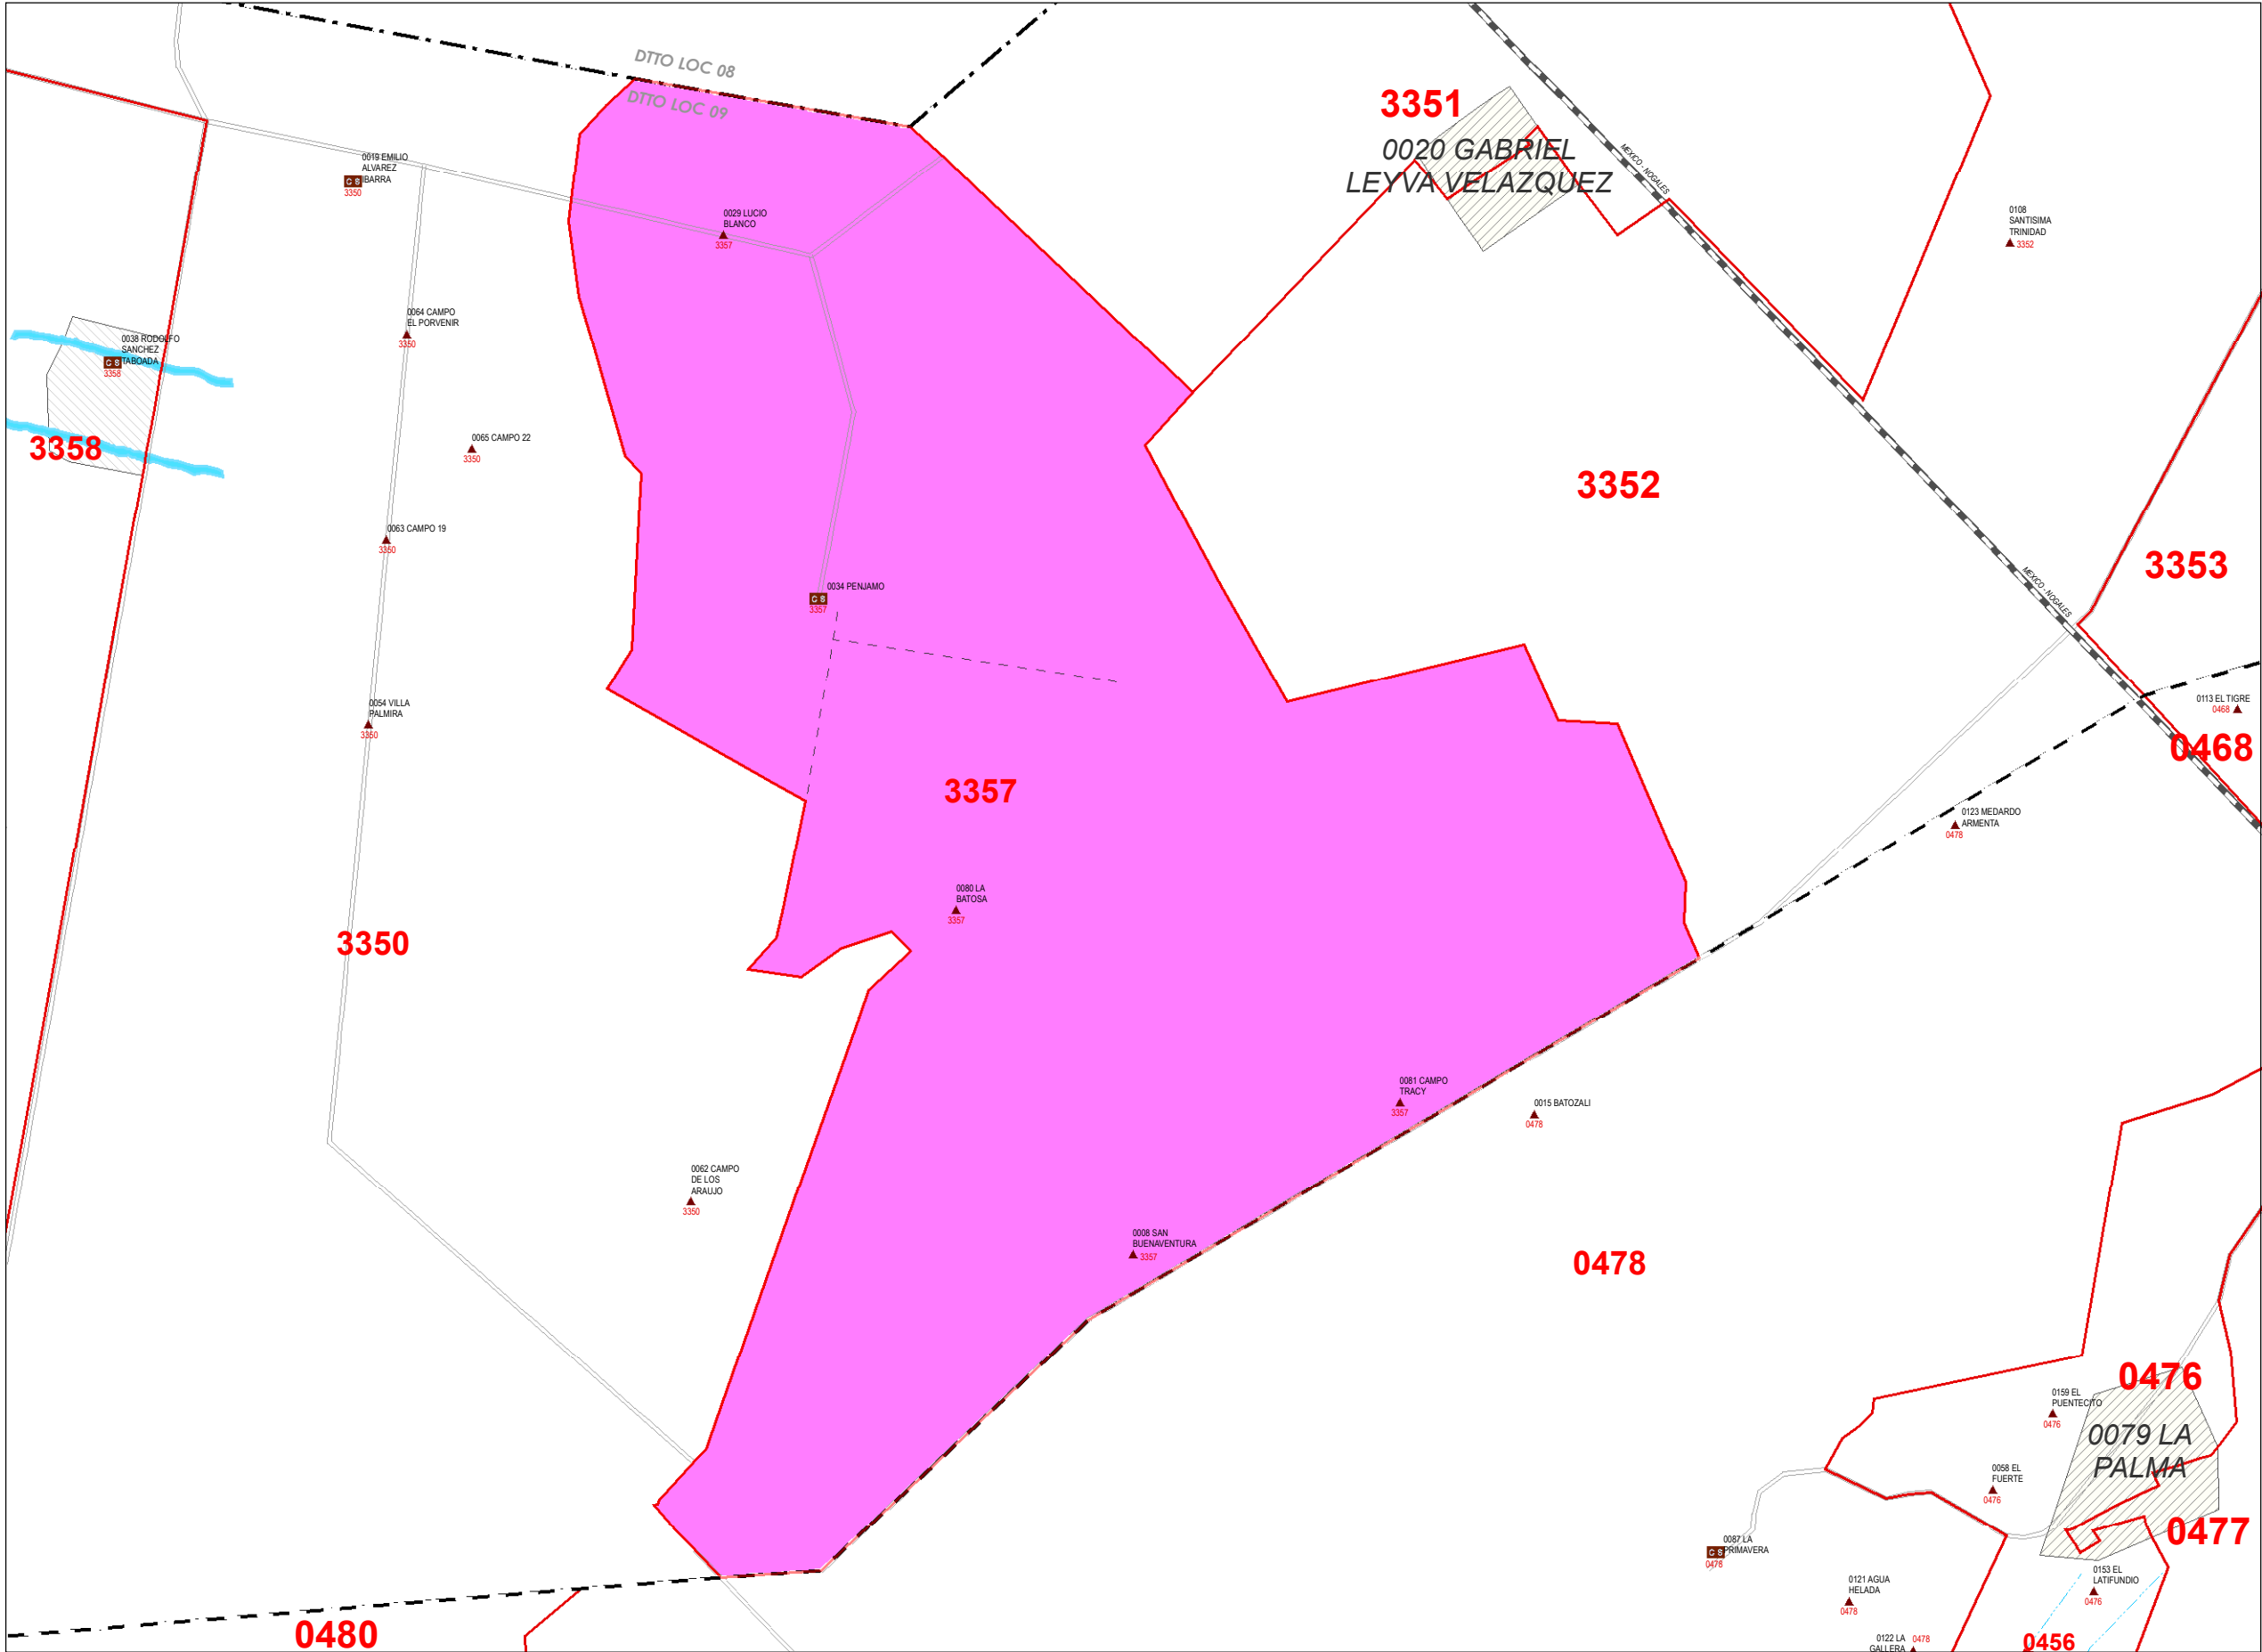 DTTO LOC 08
DTTO LOC 09
3351
0020 GABRIEL
LEYVA VELAZQUEZ
MEXICO - NOGALES
0019 EMILIO
ALVAREZ
IBARRA
C S
3350
0029 LUCIO
BLANCO
3357
0108
SANTISIMA
TRINIDAD
3352
0064 CAMPO
EL PORVENIR
3350
0038 RODOLFO
SANCHEZ
TABOADA
C S
3358
3358
0065 CAMPO 22
3350
3352
0063 CAMPO 19
3350
3353
MEXICO - NOGALES
0034 PENJAMO
C S
3357
0054 VILLA
PALMIRA
3350
0113 EL TIGRE
0468
0468
3357
0123 MEDARDO
ARMENTA
0478
0080 LA
BATOSA
3357
3350
0081 CAMPO
TRACY
3357
0015 BATOZALI
0478
0062 CAMPO
DE LOS
ARAUJO
3350
0008 SAN
BUENAVENTURA
3357
0478
0476
0159 EL
PUENTECITO
0476
0079 LA
PALMA
0058 EL
FUERTE
0476
0477
0087 LA
PRIMAVERA
C S
0476
0153 EL
LATIFUNDIO
0476
0121 AGUA
HELADA
0478
0480
0122 LA
GALLERA
0478
0456